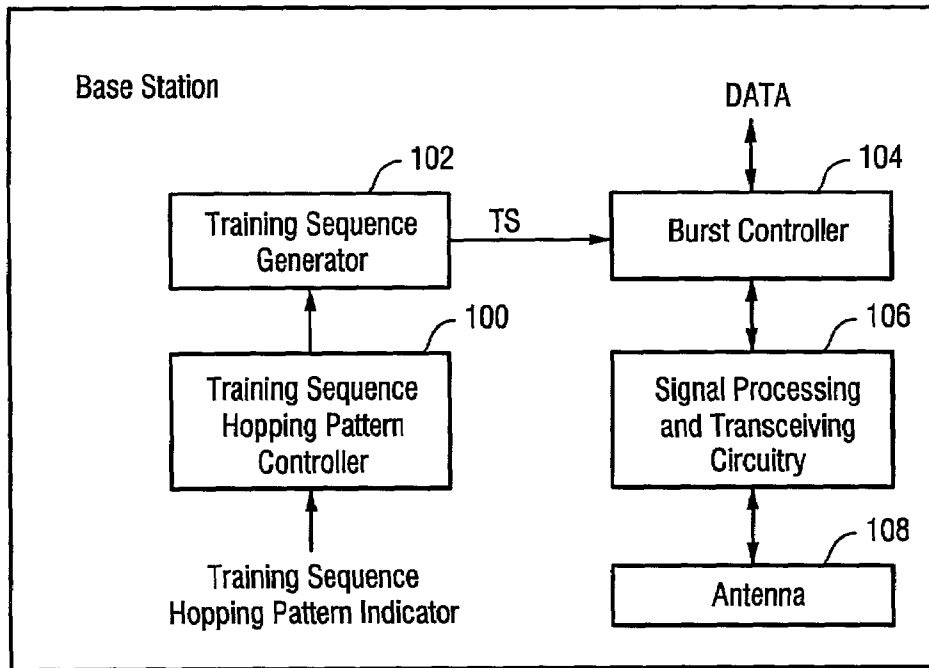 Base Station
DATA
102
104
Training Sequence
Generator
TS
Burst Controller
100
106
Training Sequence
Hopping Pattern
Controller
Signal Processing
and Transceiving
Circuitry
108
Training Sequence
Hopping Pattern Indicator
Antenna